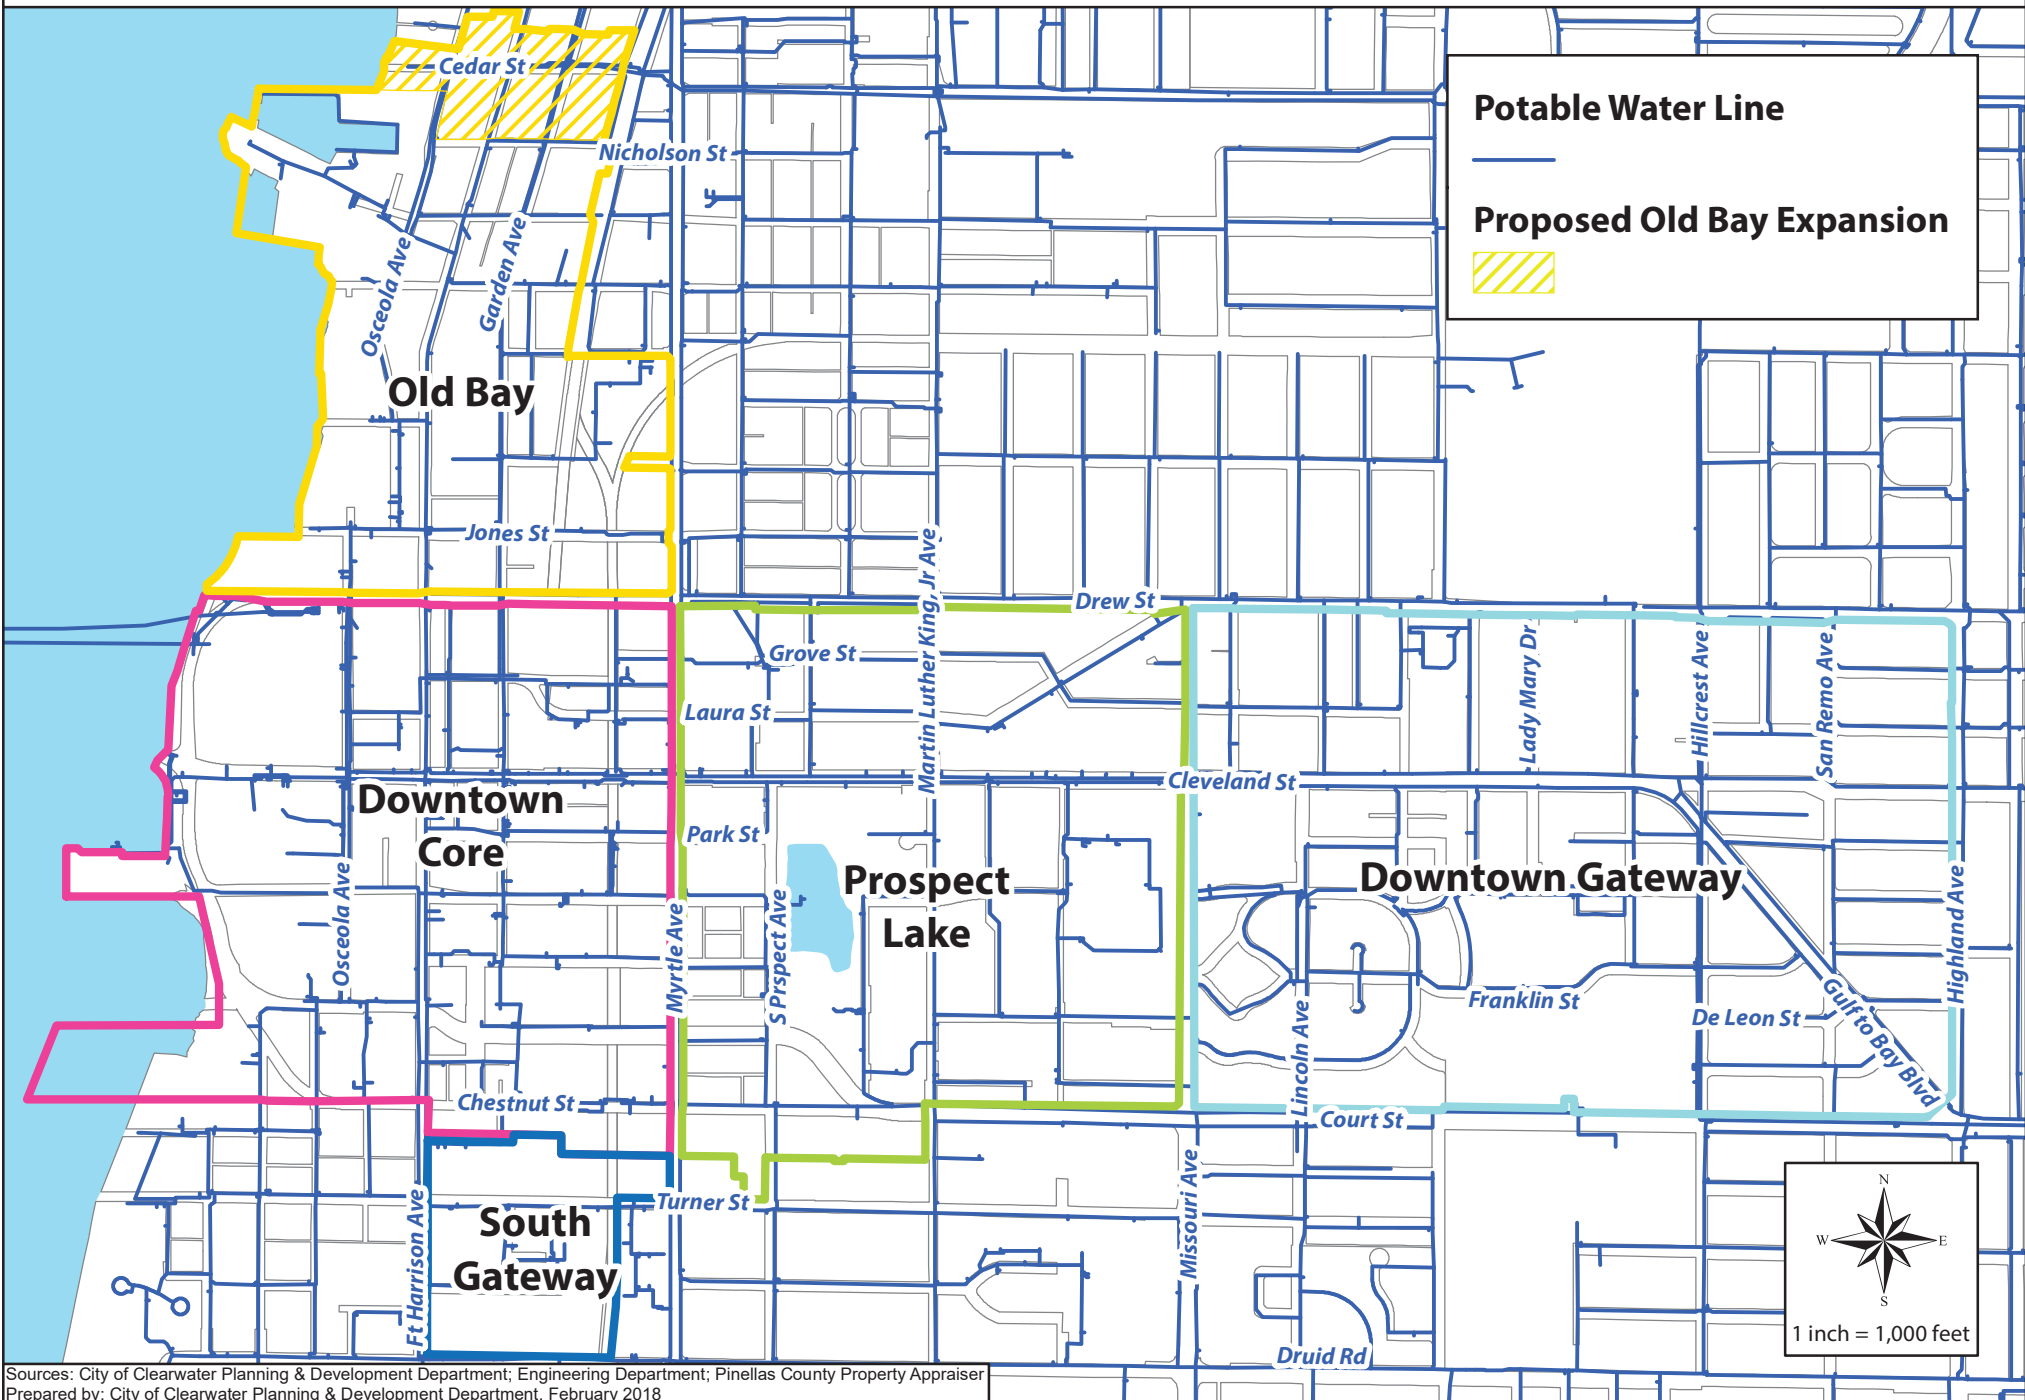 Cedar St
Potable Water Line
Nicholson St
Proposed Old Bay Expansion
Osceola Ave
Garden Ave
Old Bay
Jones St
Martin Luther King, Jr Ave
Drew St
Grove St
Lady Mary Dr
Hillcrest Ave
San Remo Ave
Laura St
Cleveland St
Downtown
Core
Park St
Prospect
Lake
Downtown Gateway
Osceola Ave
Myrtle Ave
S Prspect Ave
Highland Ave
Franklin St
De Leon St
Gulf to Bay Blvd
Lincoln Ave
Chestnut St
Court St
Missouri Ave
Turner St
Ft Harrison Ave
South
Gateway
N
W
E
S
1 inch = 1,000 feet
Druid Rd
Sources: City of Clearwater Planning & Development Department; Engineering Department; Pinellas County Property Appraiser
Prepared by: City of Clearwater Planning & Development Department, February 2018